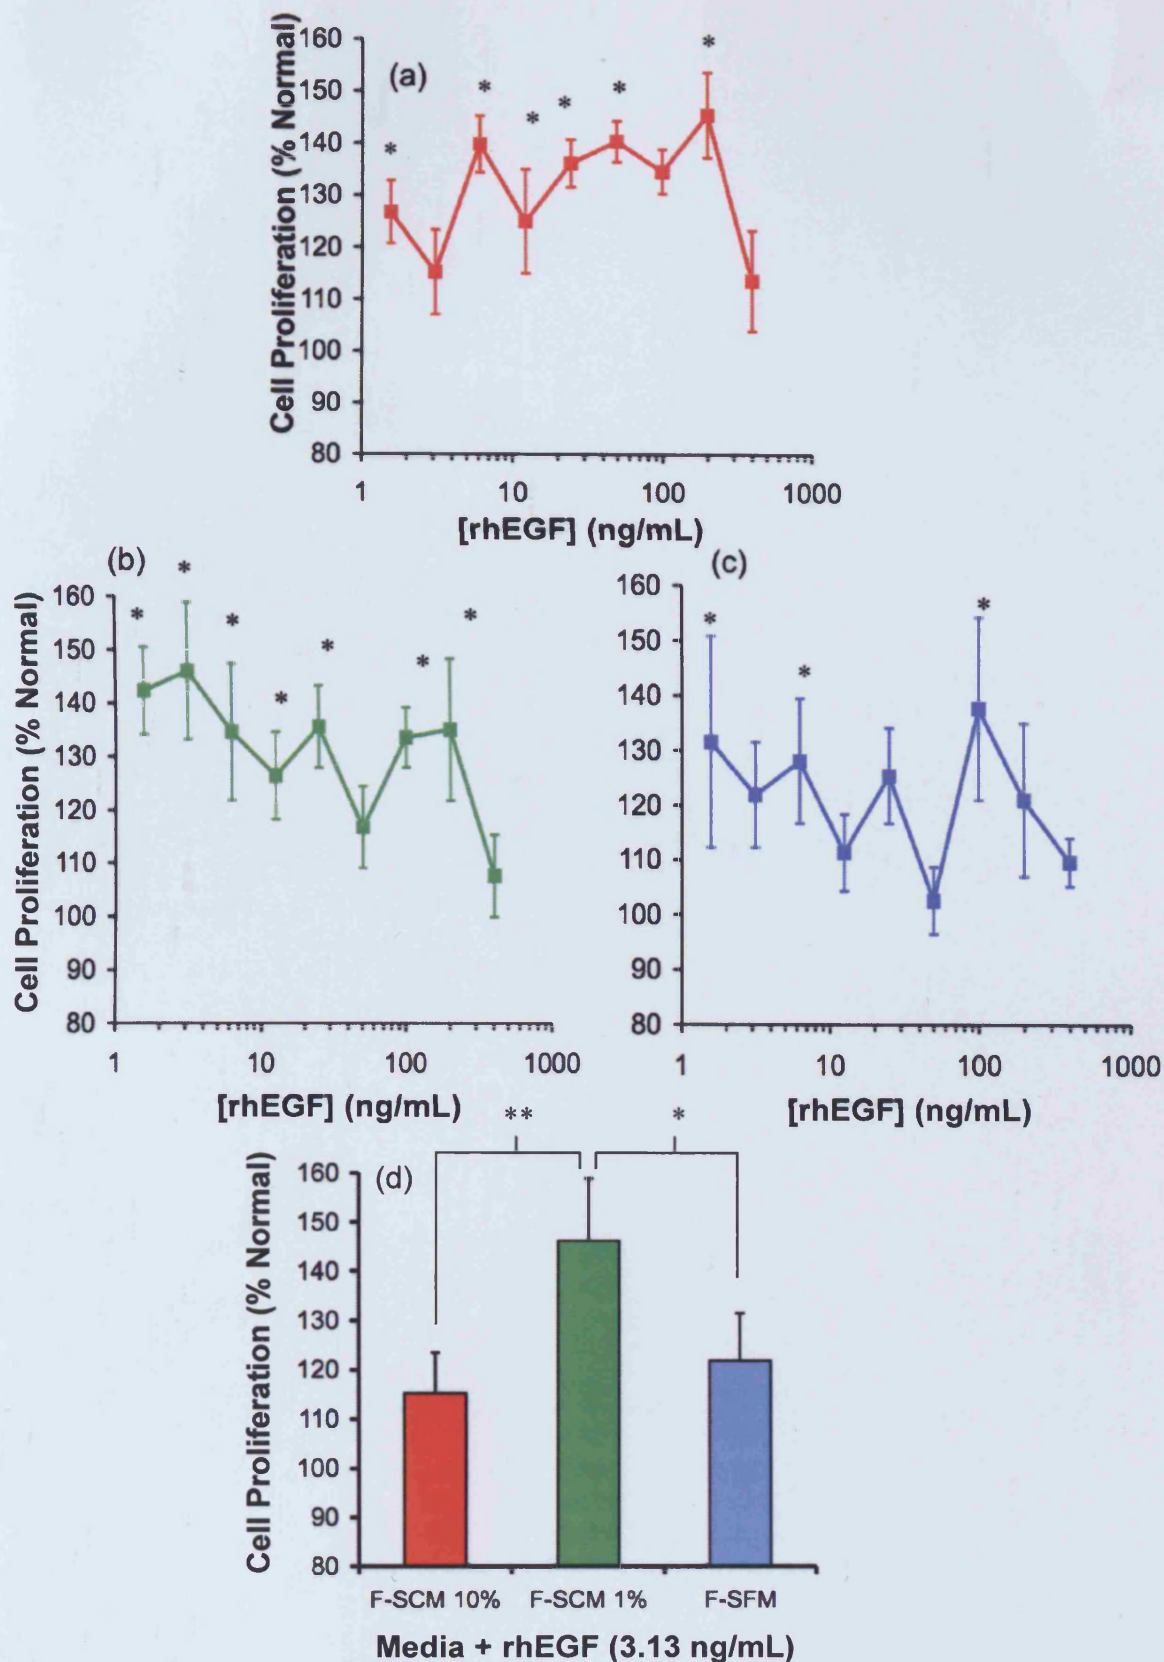 Cell Proliferation (% Normal)
(a)
160
150
140
130
120
110
100
90
80
* * * * * *
1 10 100 1000
[rhEGF] (ng/mL)
Cell Proliferation (% Normal)
(b)
160
150
140
130
120
110
100
90
80
* * * * * * *
1 10 100 1000
[rhEGF] (ng/mL)
(c)
160
150
140
130
120
110
100
90
80
* * *
1 10 100 1000
[rhEGF] (ng/mL)
** *
Cell Proliferation (% Normal)
(d)
160
150
140
130
120
110
100
90
80
F-SCM 10% F-SCM 1% F-SFM
Media + rhEGF (3.13 ng/mL)